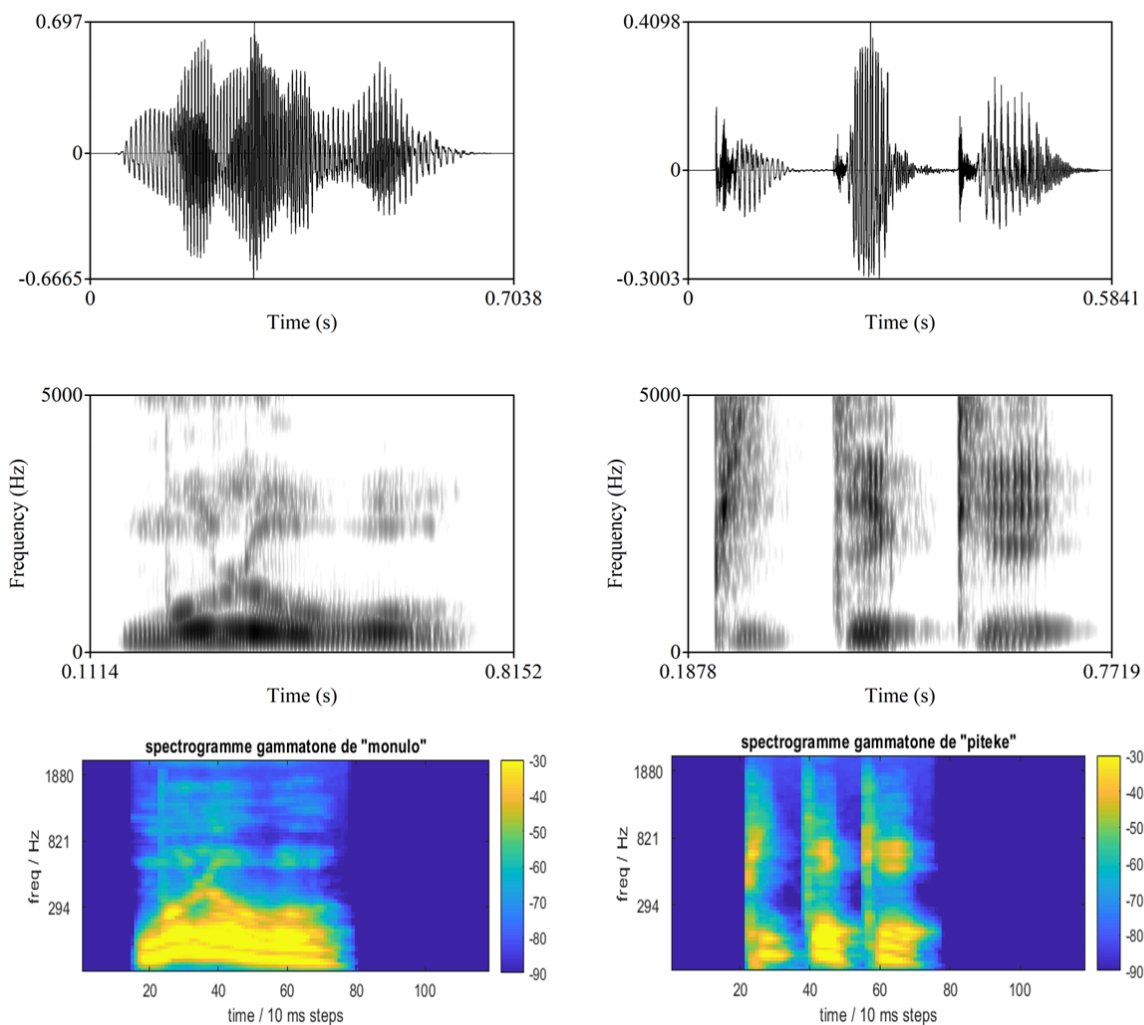 0.697
0
-0.6665
0
0.7038
Time (s)
0.4098
0
-0.3003
0
0.5841
Time (s)
5000
Frequency (Hz)
0
0.1114
0.8152
Time (s)
5000
Frequency (Hz)
0
0.1878
0.7719
Time (s)
spectrogramme gammatone de "monulo"
1880
821
294
freq / Hz
20 40 60 80 100
time / 10 ms steps
-30
-40
-50
-60
-70
-80
-90
spectrogramme gammatone de "piteke"
1880
821
294
freq / Hz
20 40 60 80 100
time / 10 ms steps
-30
-40
-50
-60
-70
-80
-90